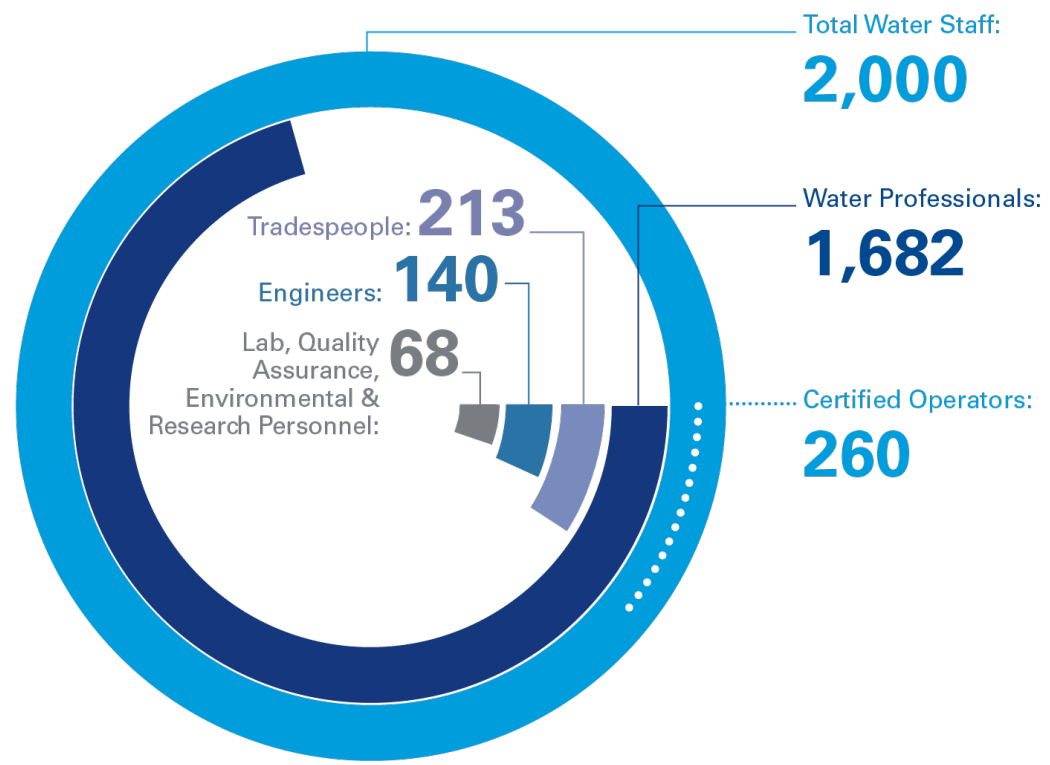 Total Water Staff:
2,000
Water Professionals:
1,682
Tradespeople: 213
Engineers: 140
Lab, Quality
Assurance,
Environmental &
Research Personnel:
68
Certified Operators:
260